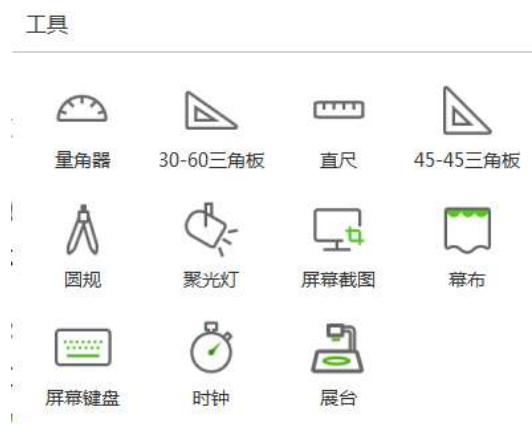 工具
量角器 30-60三角板 直尺 45-45三角板
圆规 聚光灯 屏幕截图 幕布
屏幕键盘 时钟 展台